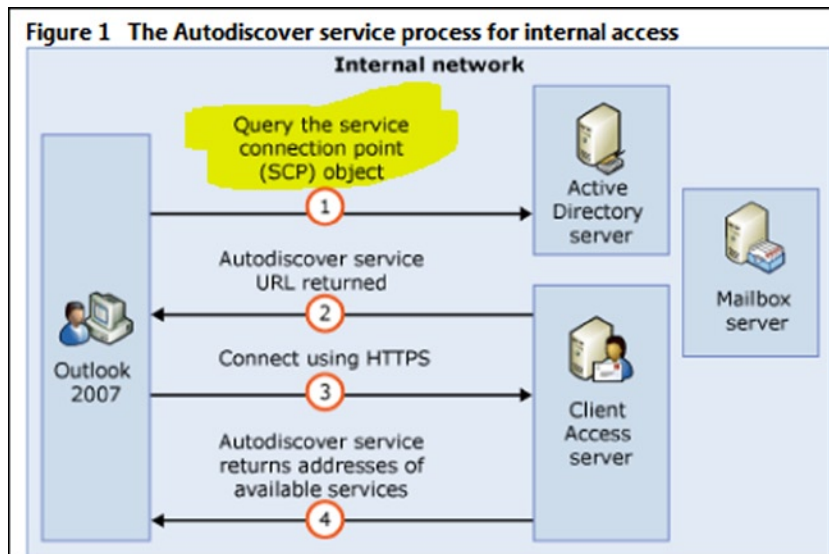 Figure 1 The Autodiscover service process for internal access
Internal network
Query the service
connection point
(SCP) object
1
Active
Directory
server
Autodiscover service
URL returned
2
Mailbox
server
Outlook
2007
Connect using HTTPS
3
Client
Access
server
Autodiscover service
returns addresses of
available services
4